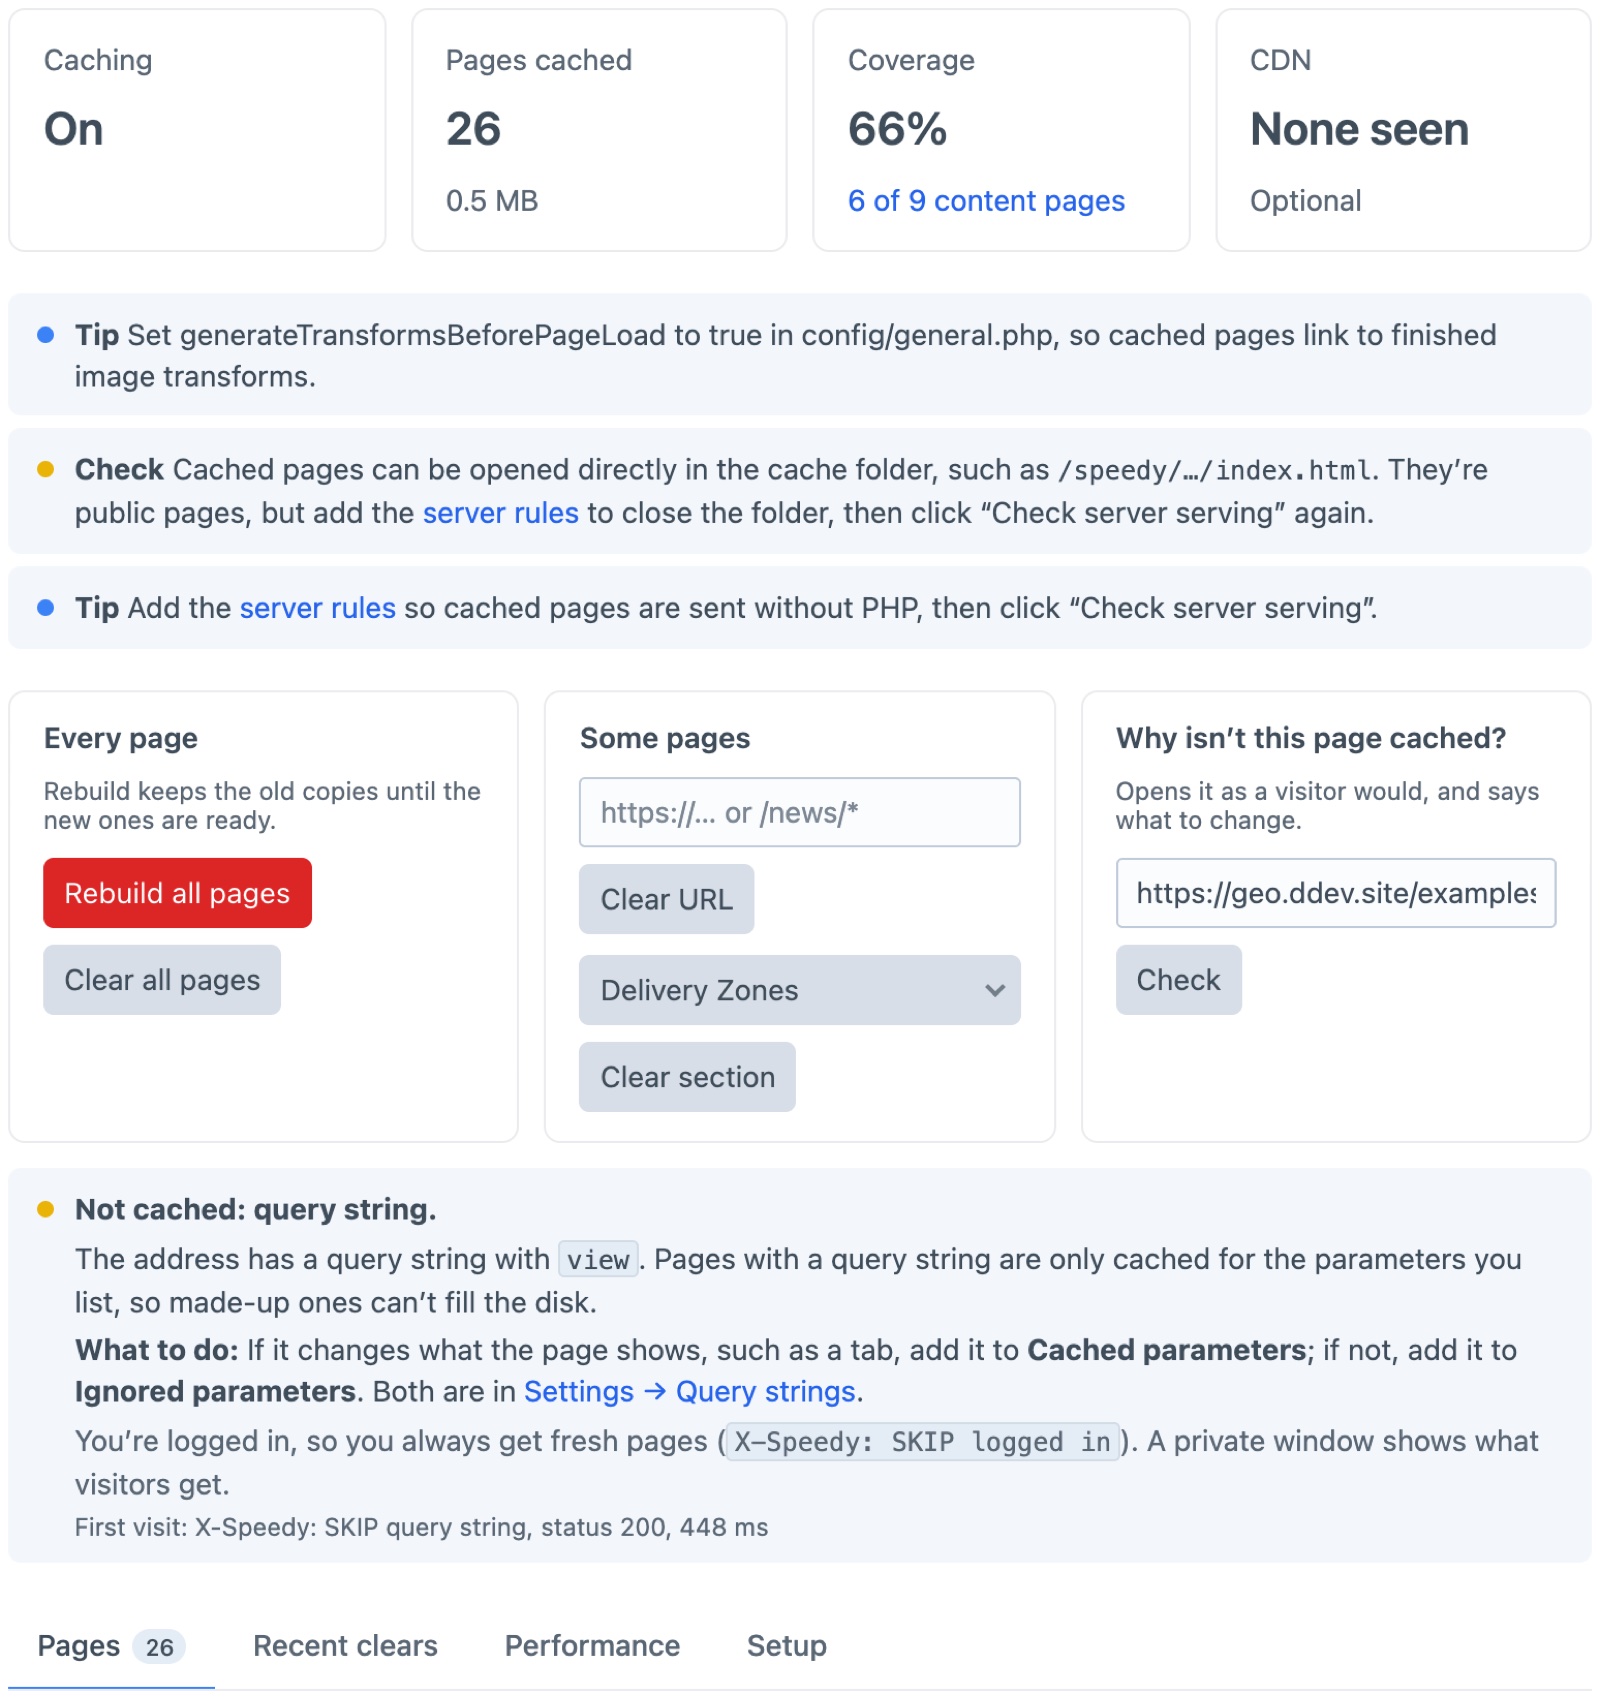 Caching
On
Pages cached
26
0.5 MB
Coverage
66%
6 of 9 content pages
CDN
None seen
Optional
Tip Set generateTransformsBeforePageLoad to true in config/general.php, so cached pages link to finished
image transforms.
Check Cached pages can be opened directly in the cache folder, such as /speedy/…/index.html. They’re
public pages, but add the server rules to close the folder, then click “Check server serving” again.
Tip Add the server rules so cached pages are sent without PHP, then click “Check server serving”.
Every page
Rebuild keeps the old copies until the
new ones are ready.
Rebuild all pages
Clear all pages
Some pages
https://... or /news/*
Clear URL
Delivery Zones
Clear section
Why isn’t this page cached?
Opens it as a visitor would, and says
what to change.
https://geo.ddev.site/examples
Check
Not cached: query string.
The address has a query string with view. Pages with a query string are only cached for the parameters you
list, so made-up ones can’t fill the disk.
What to do: If it changes what the page shows, such as a tab, add it to Cached parameters; if not, add it to
Ignored parameters. Both are in Settings → Query strings.
You’re logged in, so you always get fresh pages (X-Speedy: SKIP logged in). A private window shows what
visitors get.
First visit: X-Speedy: SKIP query string, status 200, 448 ms
Pages 26
Recent clears
Performance
Setup